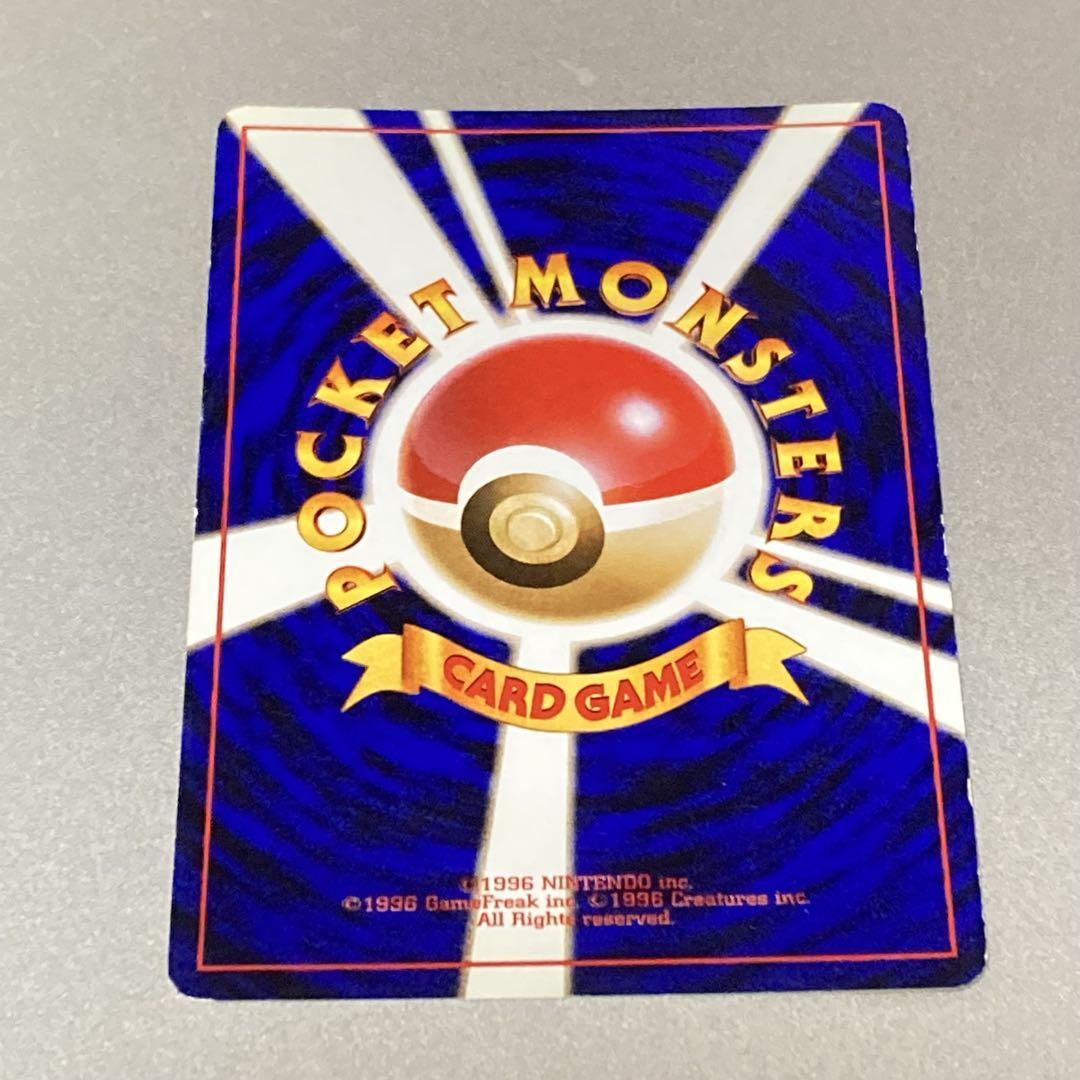 POCKET MONSTERS
CARD GAME
©1996 NINTENDO inc.
©1996 GameFreak inc. ©1996 Creatures inc.
All Rights reserved.